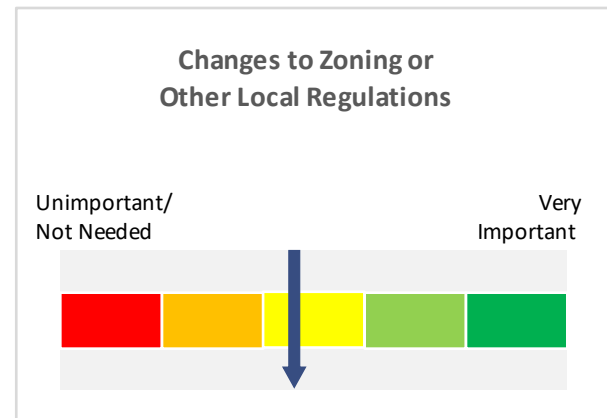 Changes to Zoning or
Other Local Regulations
Unimportant/
Not Needed
Very
Important